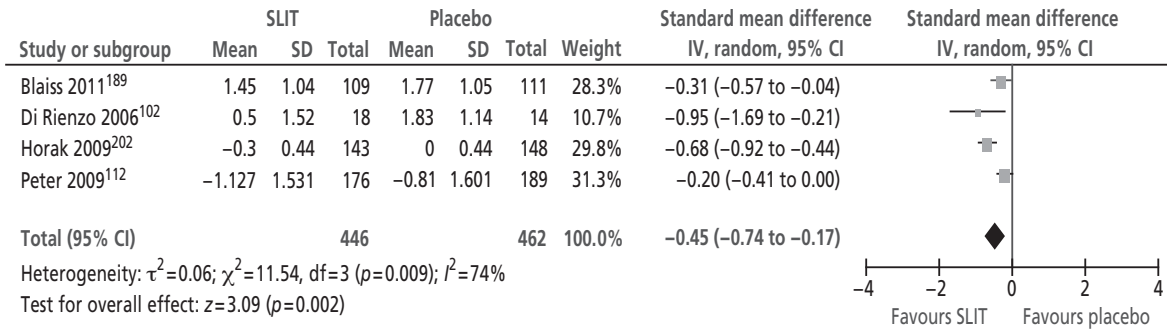 SLIT Placebo Standard mean difference Standard mean difference
Study or subgroup Mean SD Total Mean SD Total Weight IV, random, 95% CI IV, random, 95% CI
Blaiss 2011¹⁸⁹ 1.45 1.04 109 1.77 1.05 111 28.3% −0.31 (−0.57 to −0.04)
Di Rienzo 2006¹⁰² 0.5 1.52 18 1.83 1.14 14 10.7% −0.95 (−1.69 to −0.21)
Horak 2009²⁰² −0.3 0.44 143 0 0.44 148 29.8% −0.68 (−0.92 to −0.44)
Peter 2009¹¹² −1.127 1.531 176 −0.81 1.601 189 31.3% −0.20 (−0.41 to 0.00)
Total (95% CI) 446 462 100.0% −0.45 (−0.74 to −0.17)
Heterogeneity: τ²=0.06; χ²=11.54, df=3 (p=0.009); I²=74%
Test for overall effect: z=3.09 (p=0.002)
−4 −2 0 2 4
Favours SLIT Favours placebo